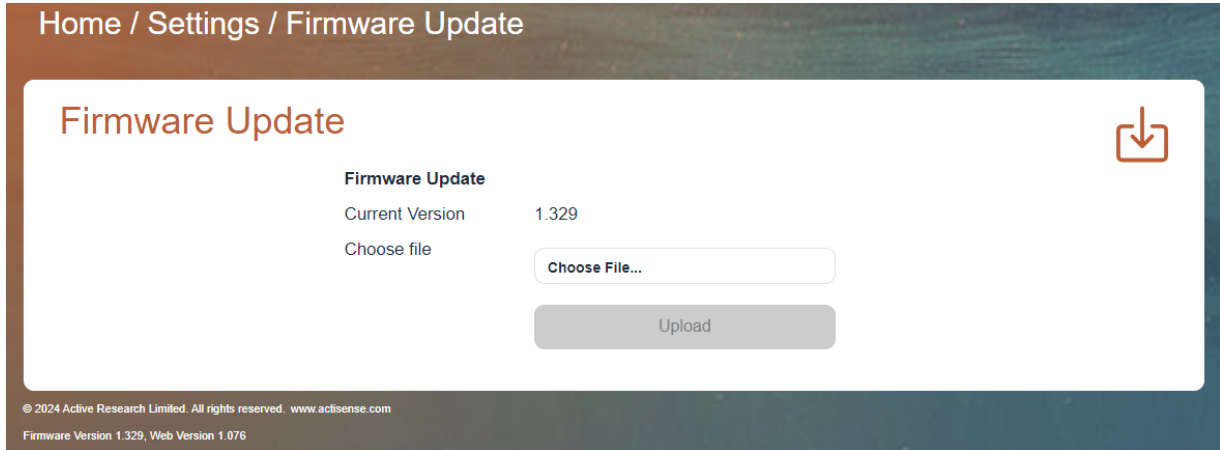 Home / Settings / Firmware Update
Firmware Update
Firmware Update
Current Version 1.329
Choose file
Choose File...
Upload
© 2024 Active Research Limited. All rights reserved. www.actisense.com
Firmware Version 1.329, Web Version 1.076